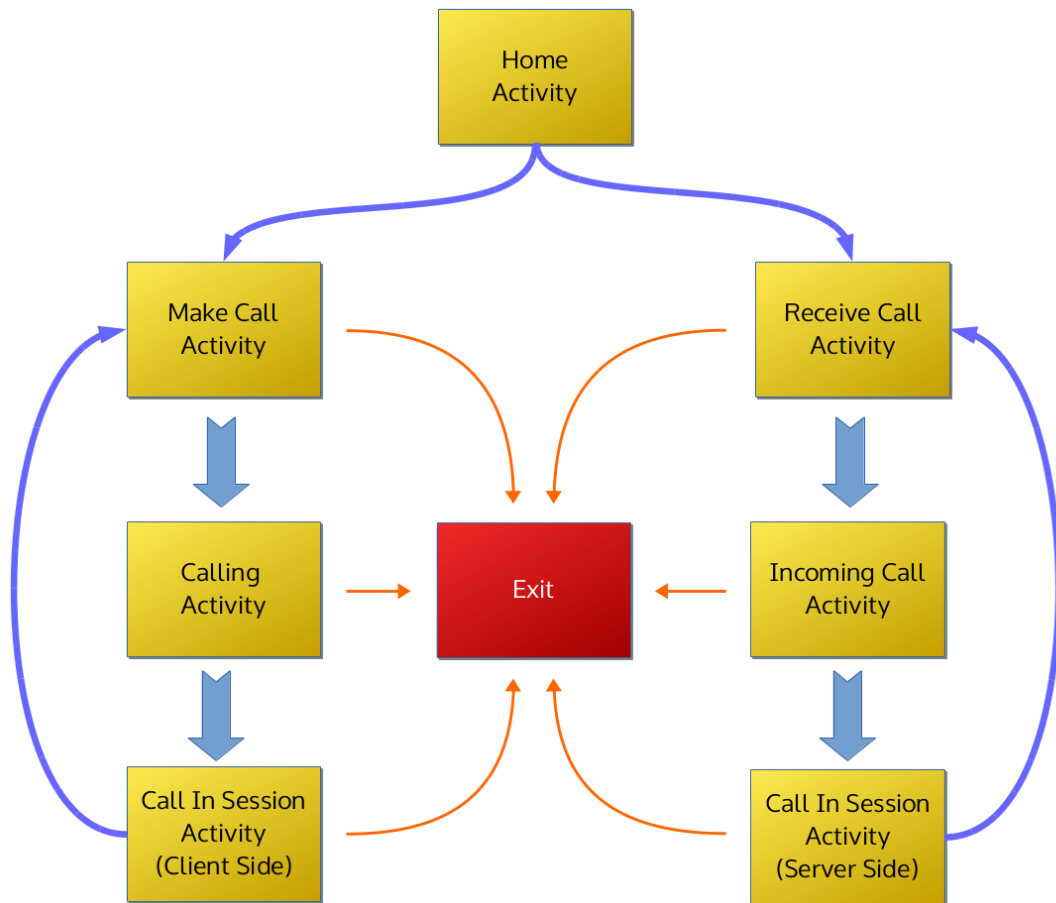 Home
Activity
Make Call
Activity
Receive Call
Activity
Calling
Activity
Exit
Incoming Call
Activity
Call In Session
Activity
(Client Side)
Call In Session
Activity
(Server Side)